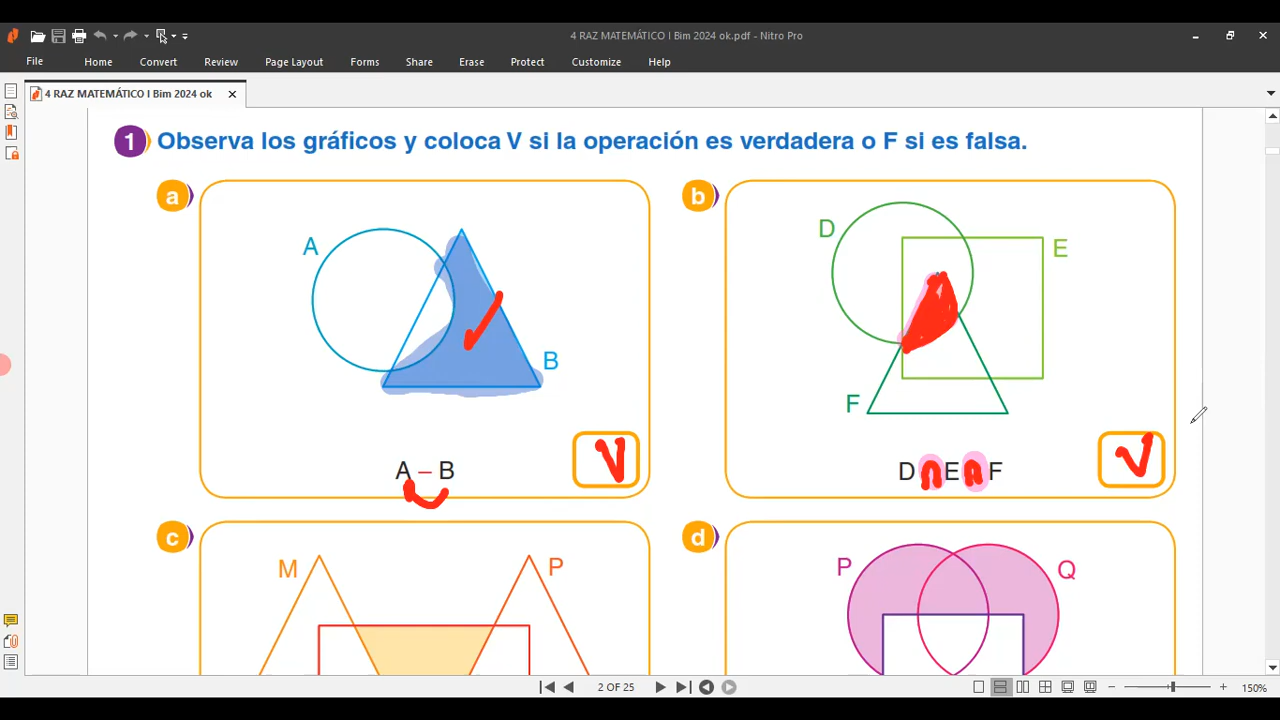 4 RAZ MATEMÁTICO I Bim 2024 ok.pdf - Nitro Pro
File Home Convert Review Page Layout Forms Share Erase Protect Customize Help
4 RAZ MATEMÁTICO I Bim 2024 ok
1 Observa los gráficos y coloca V si la operación es verdadera o F si es falsa.
a
A
B
A – B
V
b
D
E
F
D ∩ E ∩ F
V
c
M
P
d
P
Q
2 OF 25
150%